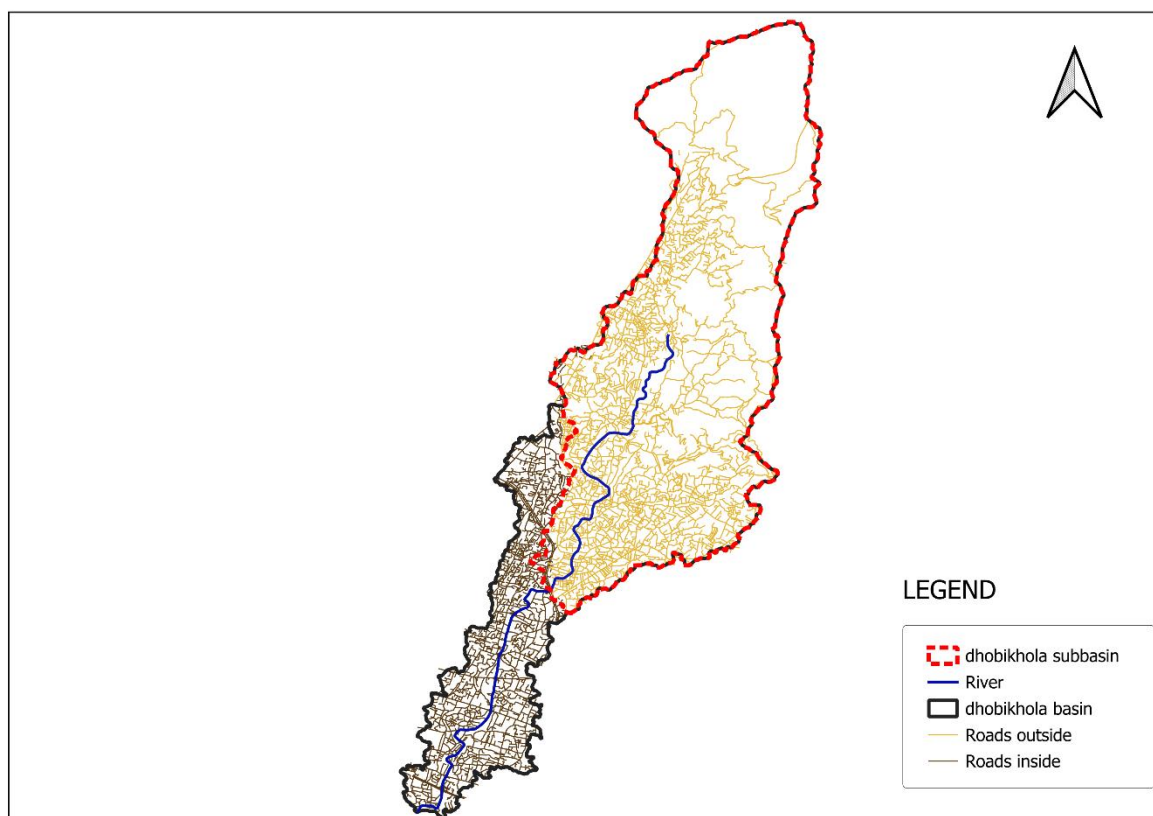 LEGEND
dhobikhola subbasin
River
dhobikhola basin
Roads outside
Roads inside